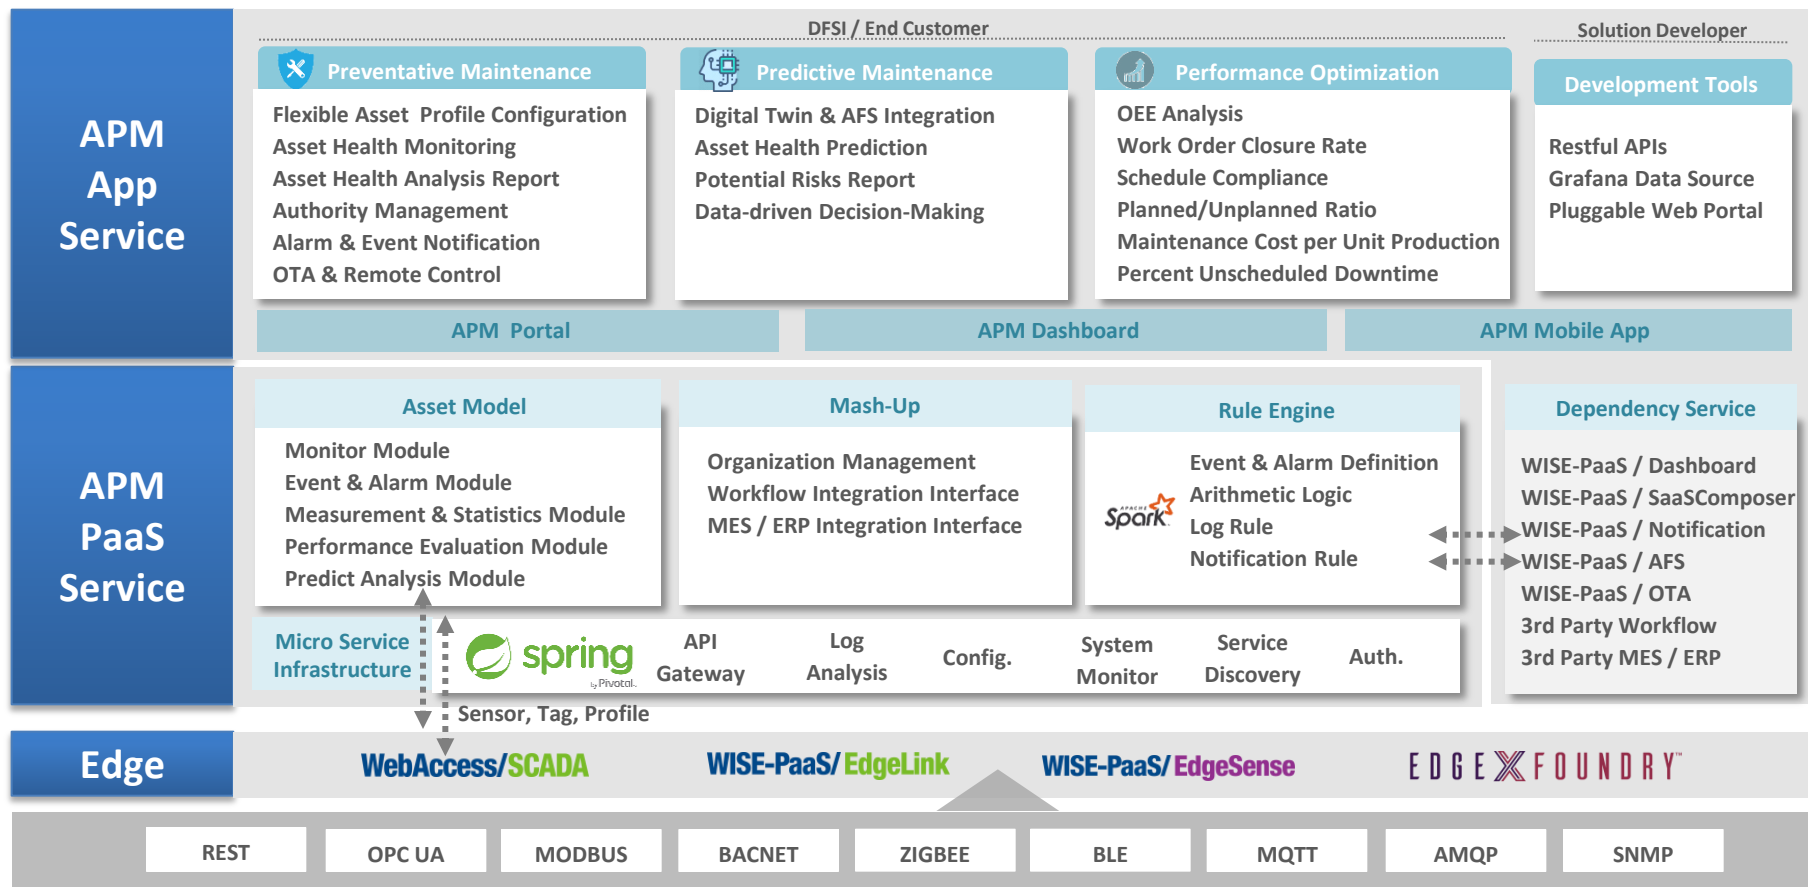 DFSI / End Customer
Solution Developer
APM
App
Service
Preventative Maintenance
Flexible Asset Profile Configuration
Asset Health Monitoring
Asset Health Analysis Report
Authority Management
Alarm & Event Notification
OTA & Remote Control
Predictive Maintenance
Digital Twin & AFS Integration
Asset Health Prediction
Potential Risks Report
Data-driven Decision-Making
Performance Optimization
OEE Analysis
Work Order Closure Rate
Schedule Compliance
Planned/Unplanned Ratio
Maintenance Cost per Unit Production
Percent Unscheduled Downtime
Development Tools
Restful APIs
Grafana Data Source
Pluggable Web Portal
APM Portal
APM Dashboard
APM Mobile App
APM
PaaS
Service
Asset Model
Monitor Module
Event & Alarm Module
Measurement & Statistics Module
Performance Evaluation Module
Predict Analysis Module
Mash-Up
Organization Management
Workflow Integration Interface
MES / ERP Integration Interface
Rule Engine
APACHE
Spark
Event & Alarm Definition
Arithmetic Logic
Log Rule
Notification Rule
Dependency Service
WISE-PaaS / Dashboard
WISE-PaaS / SaaSComposer
WISE-PaaS / Notification
WISE-PaaS / AFS
WISE-PaaS / OTA
3rd Party Workflow
3rd Party MES / ERP
Micro Service
Infrastructure
spring
by Pivotal.
API
Gateway
Log
Analysis
Config.
System
Monitor
Service
Discovery
Auth.
Sensor, Tag, Profile
Edge
WebAccess/SCADA
WISE-PaaS/EdgeLink
WISE-PaaS/EdgeSense
EDGE X FOUNDRY™
REST
OPC UA
MODBUS
BACNET
ZIGBEE
BLE
MQTT
AMQP
SNMP